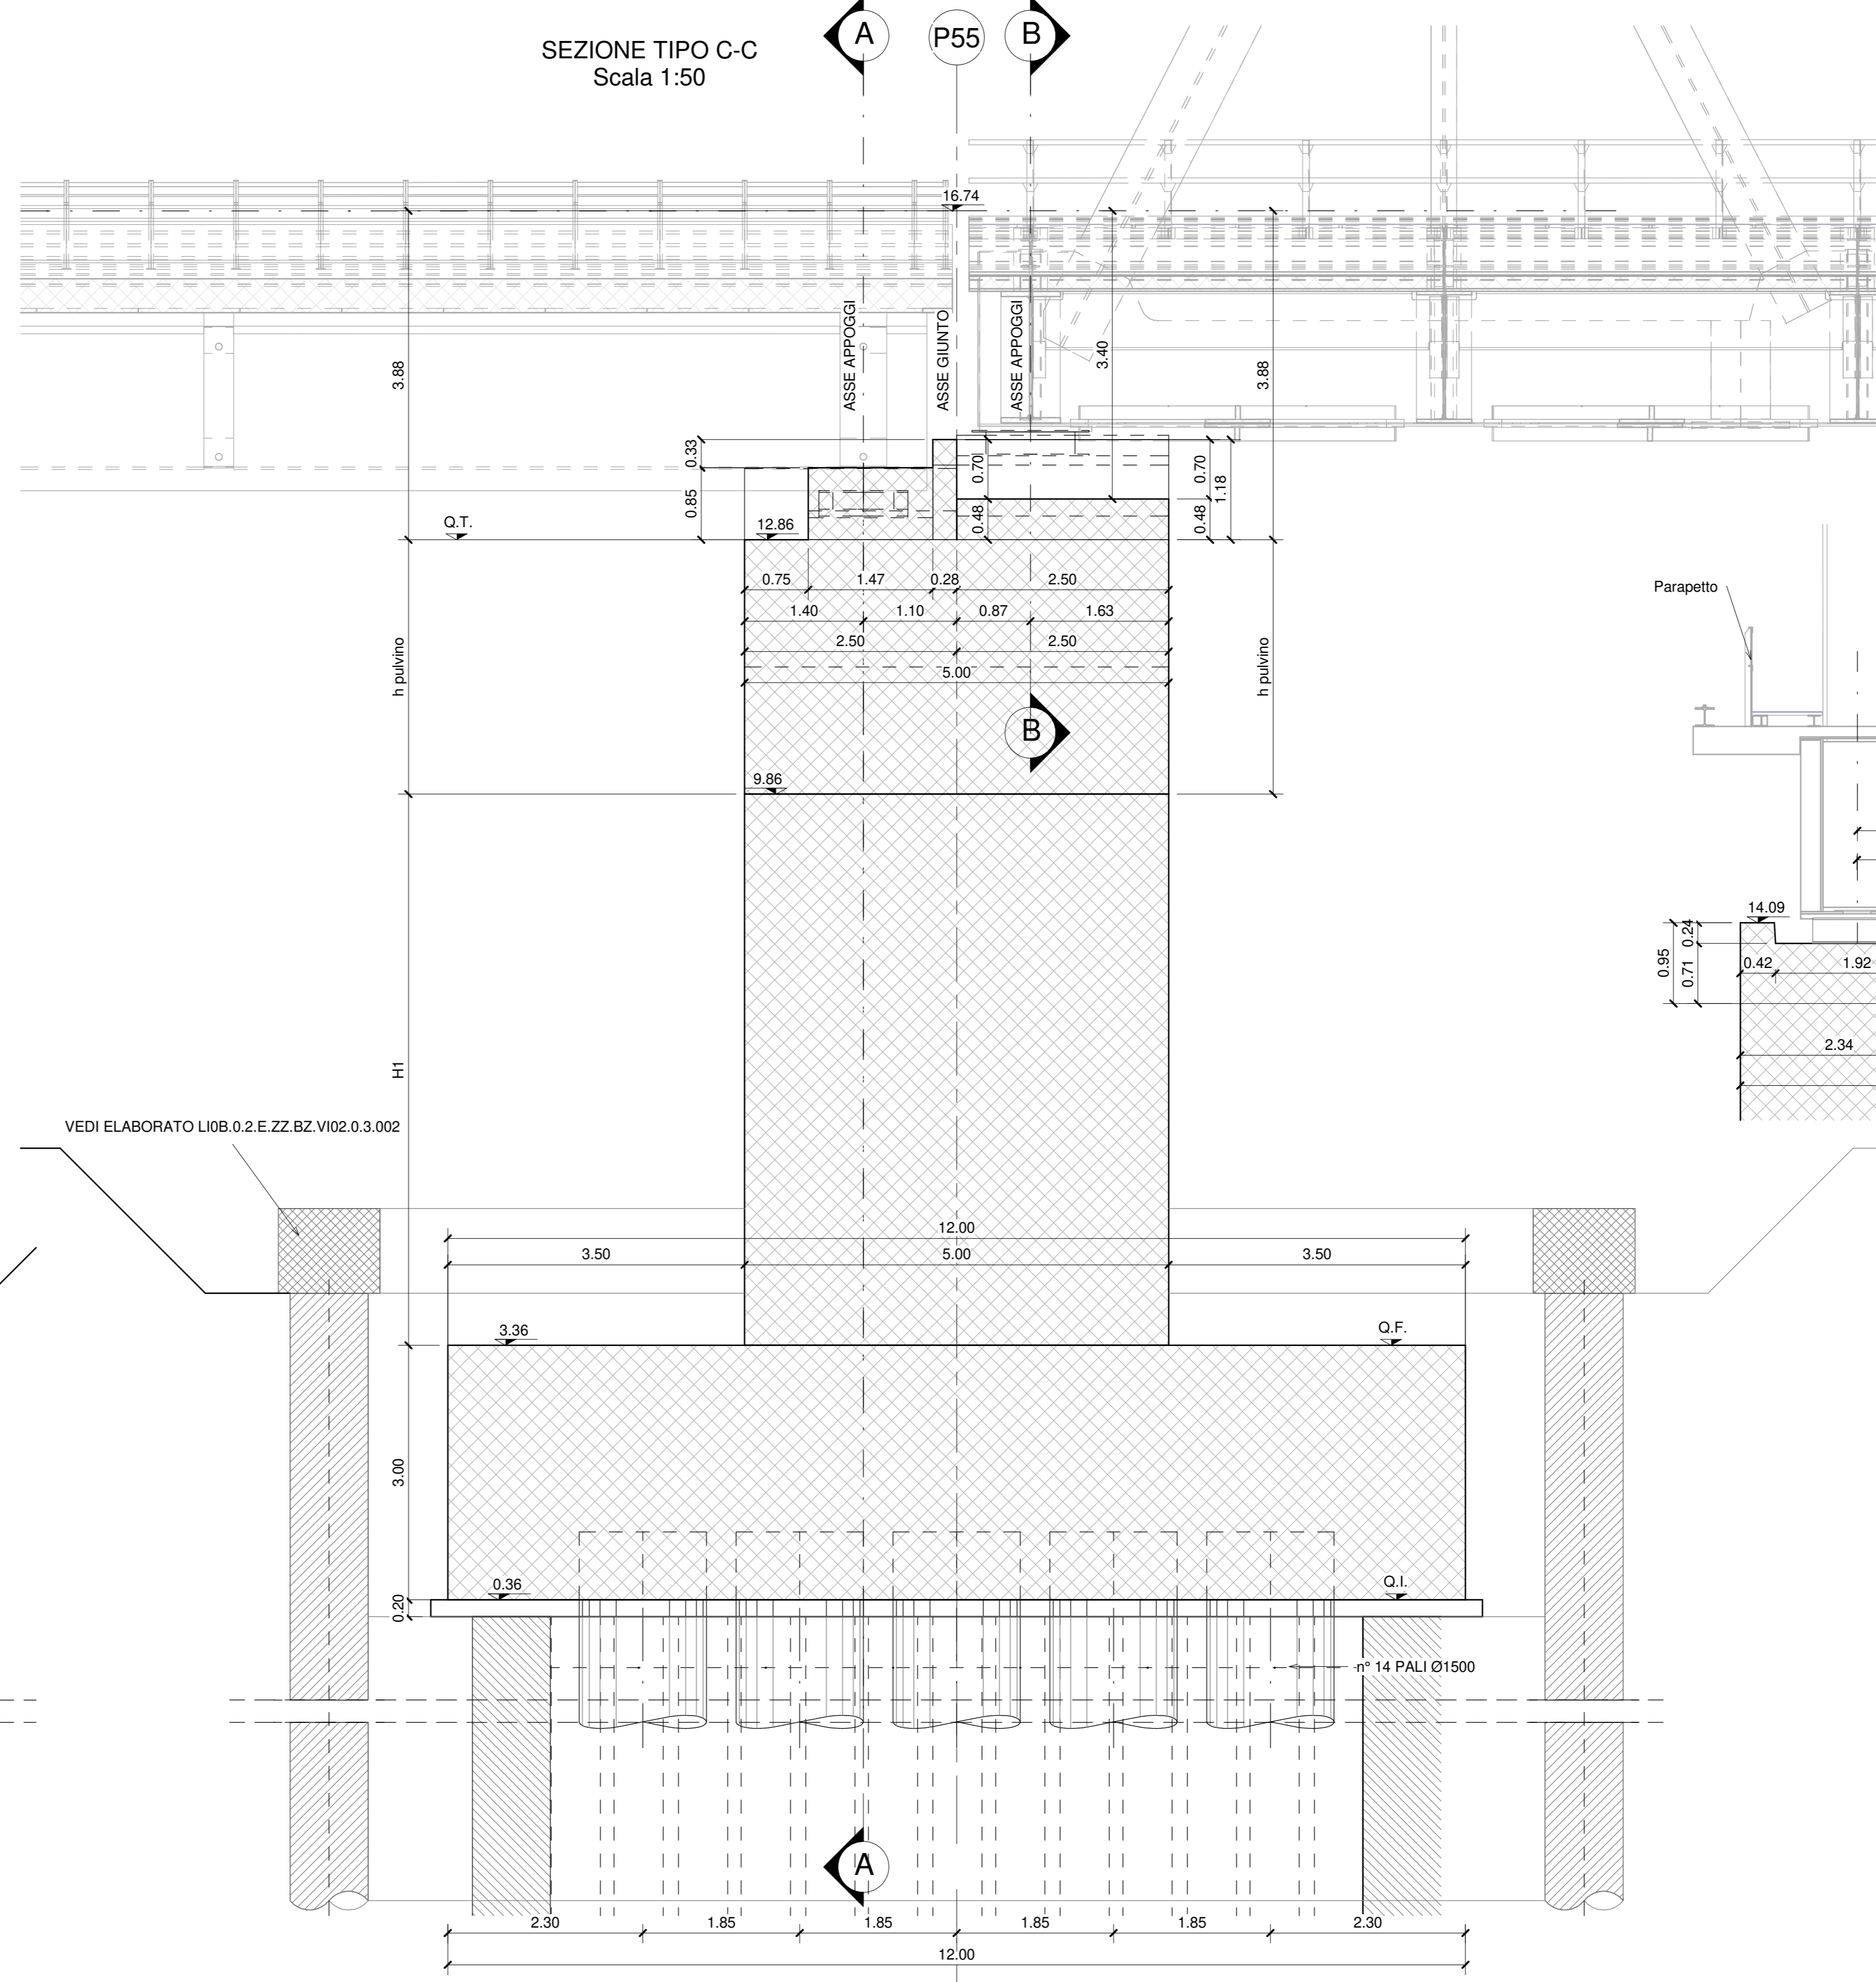 SEZIONE TIPO C-C
Scala 1:50
A
P55
B
16.74
3.88
ASSE APPOGGI
ASSE GIUNTO
ASSE APPOGGI
3.40
3.88
0.33
0.85
0.70
0.48
0.70
0.48
1.18
Q.T.
12.86
0.75
1.47
0.28
2.50
1.40
1.10
0.87
1.63
2.50
2.50
5.00
h pulvino
h pulvino
Parapetto
B
9.86
14.09
0.95
0.24
0.71
0.42
1.92
2.34
H1
VEDI ELABORATO LI0B.0.2.E.ZZ.BZ.VI02.0.3.002
12.00
3.50
5.00
3.50
3.36
Q.F.
3.00
0.36
Q.I.
0.20
n° 14 PALI Ø1500
A
2.30
1.85
1.85
1.85
1.85
2.30
12.00